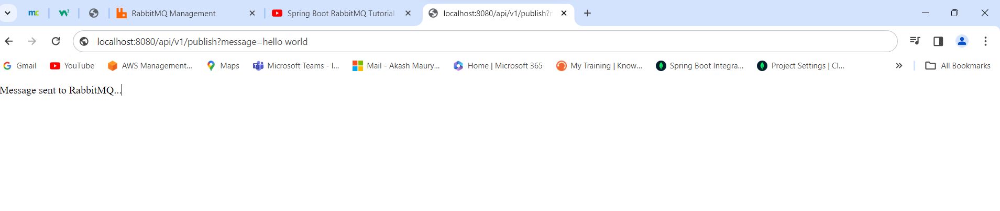 mc
w³
RabbitMQ Management
Spring Boot RabbitMQ Tutorial
localhost:8080/api/v1/publish?r
localhost:8080/api/v1/publish?message=hello world
Gmail
YouTube
AWS Management...
Maps
Microsoft Teams - I...
Mail - Akash Maury...
Home | Microsoft 365
My Training | Know...
Spring Boot Integra...
Project Settings | Cl...
All Bookmarks
Message sent to RabbitMQ...